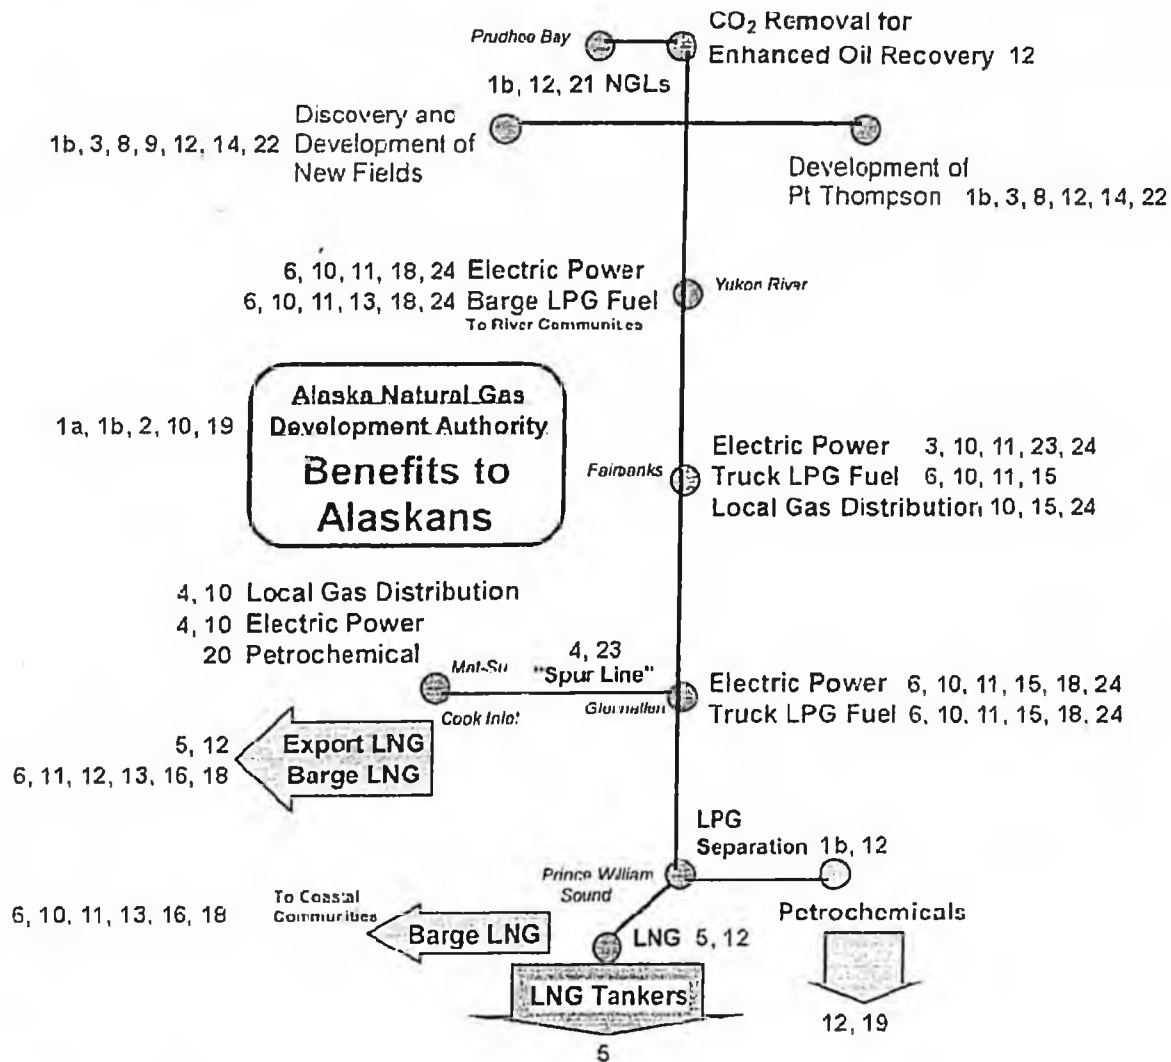 CO₂ Removal for
Prudhoe Bay
Enhanced Oil Recovery 12
1b, 12, 21 NGLs
Discovery and
1b, 3, 8, 9, 12, 14, 22 Development of
New Fields
Development of
Pt Thompson 1b, 3, 8, 12, 14, 22
6, 10, 11, 18, 24 Electric Power
Yukon River
6, 10, 11, 13, 18, 24 Barge LPG Fuel
To River Communites
Alaska Natural Gas
1a, 1b, 2, 10, 19 Development Authority
Benefits to
Alaskans
Electric Power 3, 10, 11, 23, 24
Fairbanks
Truck LPG Fuel 6, 10, 11, 15
Local Gas Distribution 10, 15, 24
4, 10 Local Gas Distribution
4, 10 Electric Power
20 Petrochemical
Mat-Su
4, 23
"Spur Line"
Cook Inlet
Glennallen
Electric Power 6, 10, 11, 15, 18, 24
Truck LPG Fuel 6, 10, 11, 15, 18, 24
5, 12 Export LNG
6, 11, 12, 13, 16, 18 Barge LNG
LPG
Separation 1b, 12
Prince William
Sound
Petrochemicals
12, 19
To Coastal
Communities
6, 10, 11, 13, 16, 18
Barge LNG
LNG 5, 12
LNG Tankers
5